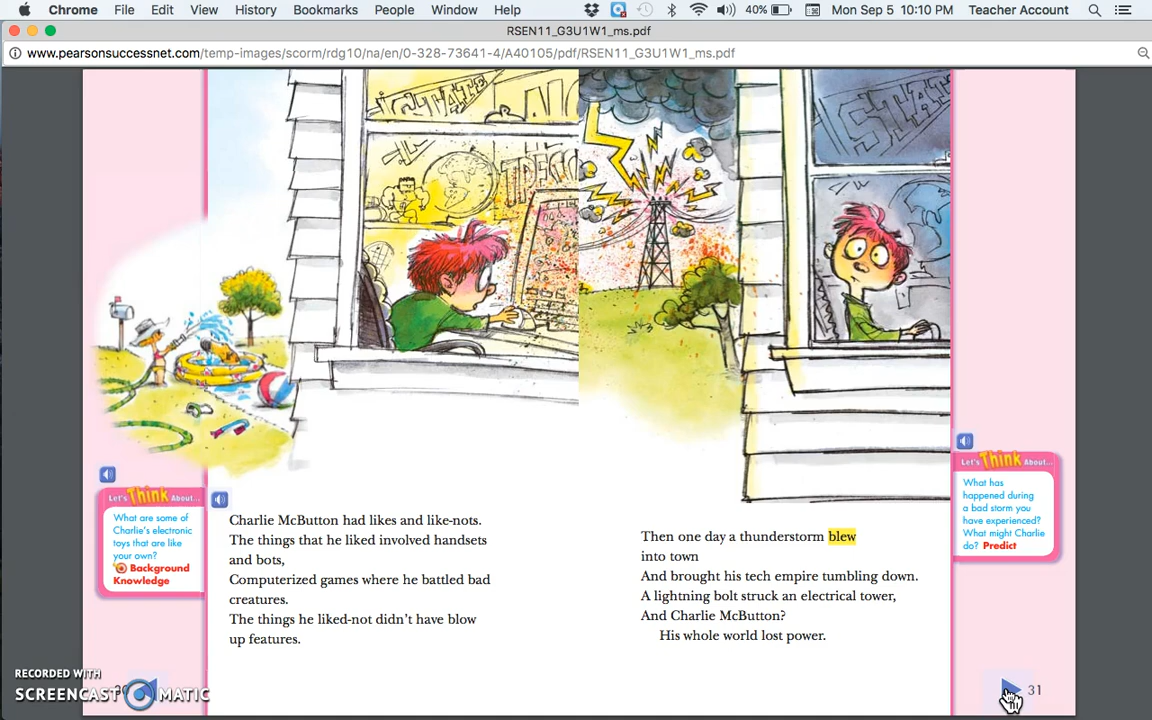 Chrome File Edit View History Bookmarks People Window Help 40% Mon Sep 5 10:10 PM Teacher Account
RSEN11_G3U1W1_ms.pdf
www.pearsonsuccessnet.com/temp-images/scorm/rdg10/na/en/0-328-73641-4/A40105/pdf/RSEN11_G3U1W1_ms.pdf
STATE
Let's Think About...
What are some of
Charlie's electronic
toys that are like
your own?
Background
Knowledge
Charlie McButton had likes and like-nots.
The things that he liked involved handsets
and bots,
Computerized games where he battled bad
creatures.
The things he liked-not didn't have blow
up features.
Then one day a thunderstorm blew
into town
And brought his tech empire tumbling down.
A lightning bolt struck an electrical tower,
And Charlie McButton?
His whole world lost power.
Let's Think About...
What has
happened during
a bad storm you
have experienced?
What might Charlie
do? Predict
31
RECORDED WITH
SCREENCAST MATIC